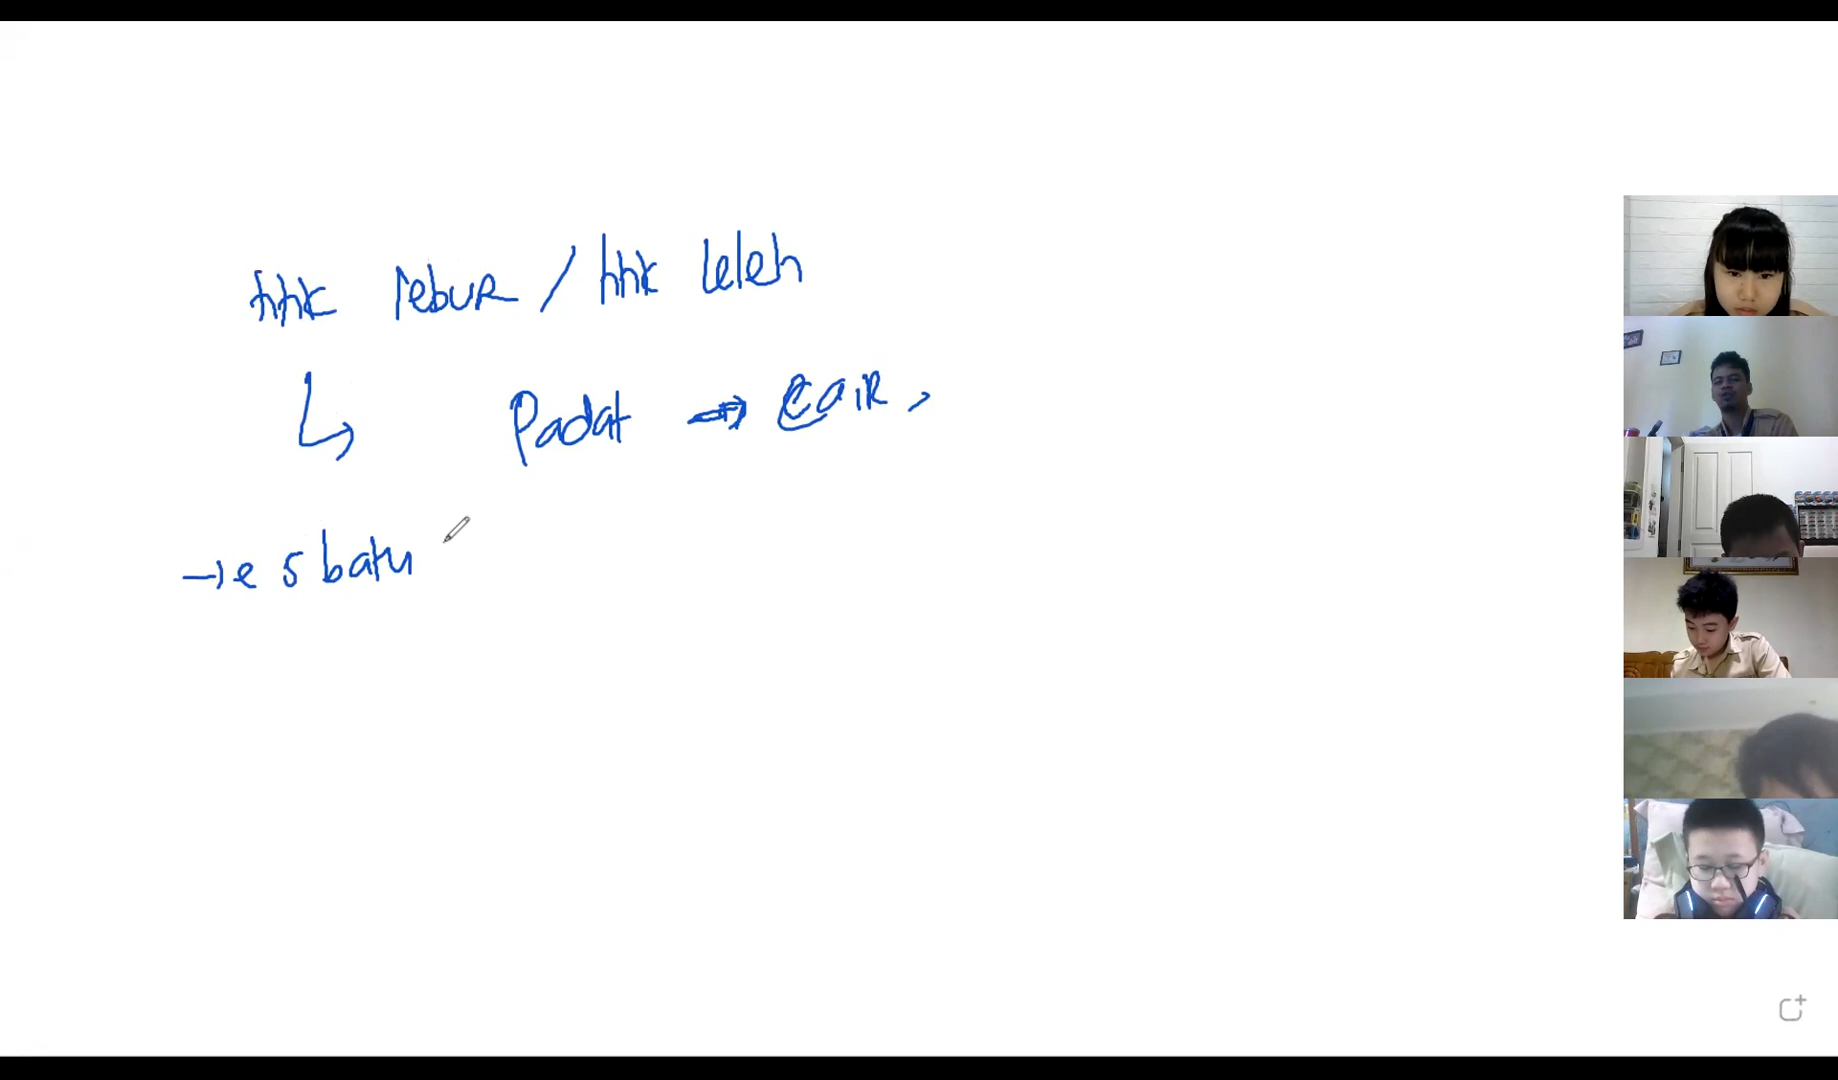 titik lebur / titik leleh
Padat → Cair,
→ es batu